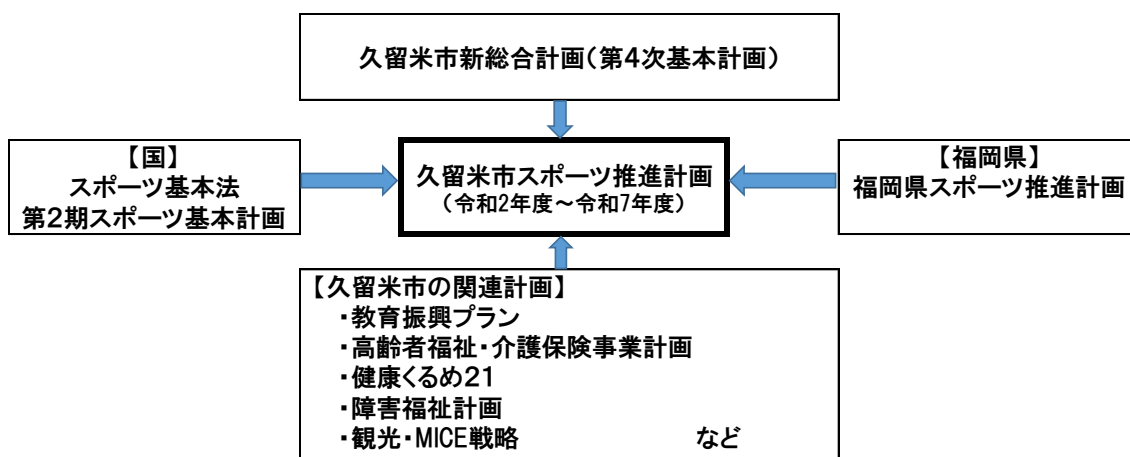 久留米市新総合計画(第4次基本計画)
【国】
スポーツ基本法
第2期スポーツ基本計画
久留米市スポーツ推進計画
(令和2年度~令和7年度)
【福岡県】
福岡県スポーツ推進計画
【久留米市の関連計画】
・教育振興プラン
・高齢者福祉・介護保険事業計画
・健康くるめ21
・障害福祉計画
・観光・MICE戦略 など